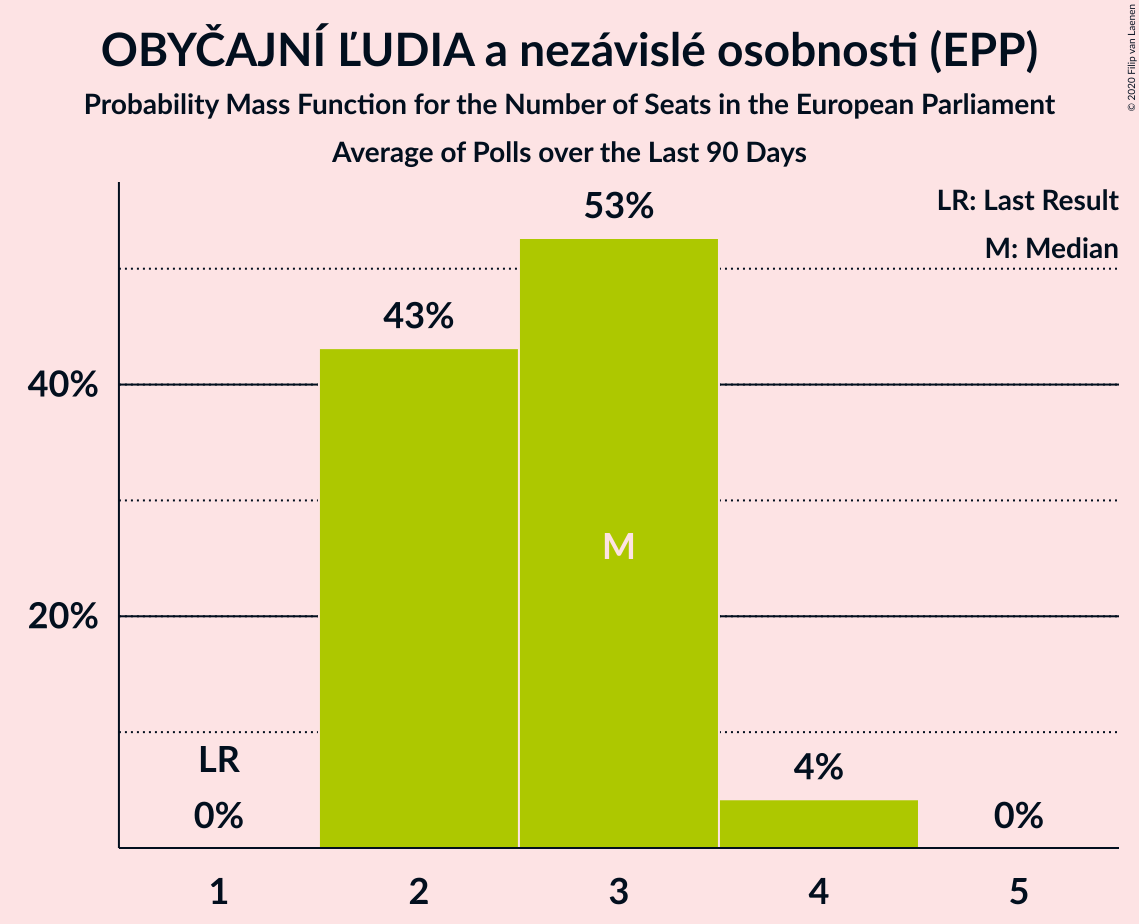 OBYČAJNÍ ĽUDIA a nezávislé osobnosti (EPP)
Probability Mass Function for the Number of Seats in the European Parliament
Average of Polls over the Last 90 Days
© 2020 Filip van Laenen
LR: Last Result
M: Median
53%
43%
40%
M
20%
LR
0%
4%
0%
1 2 3 4 5